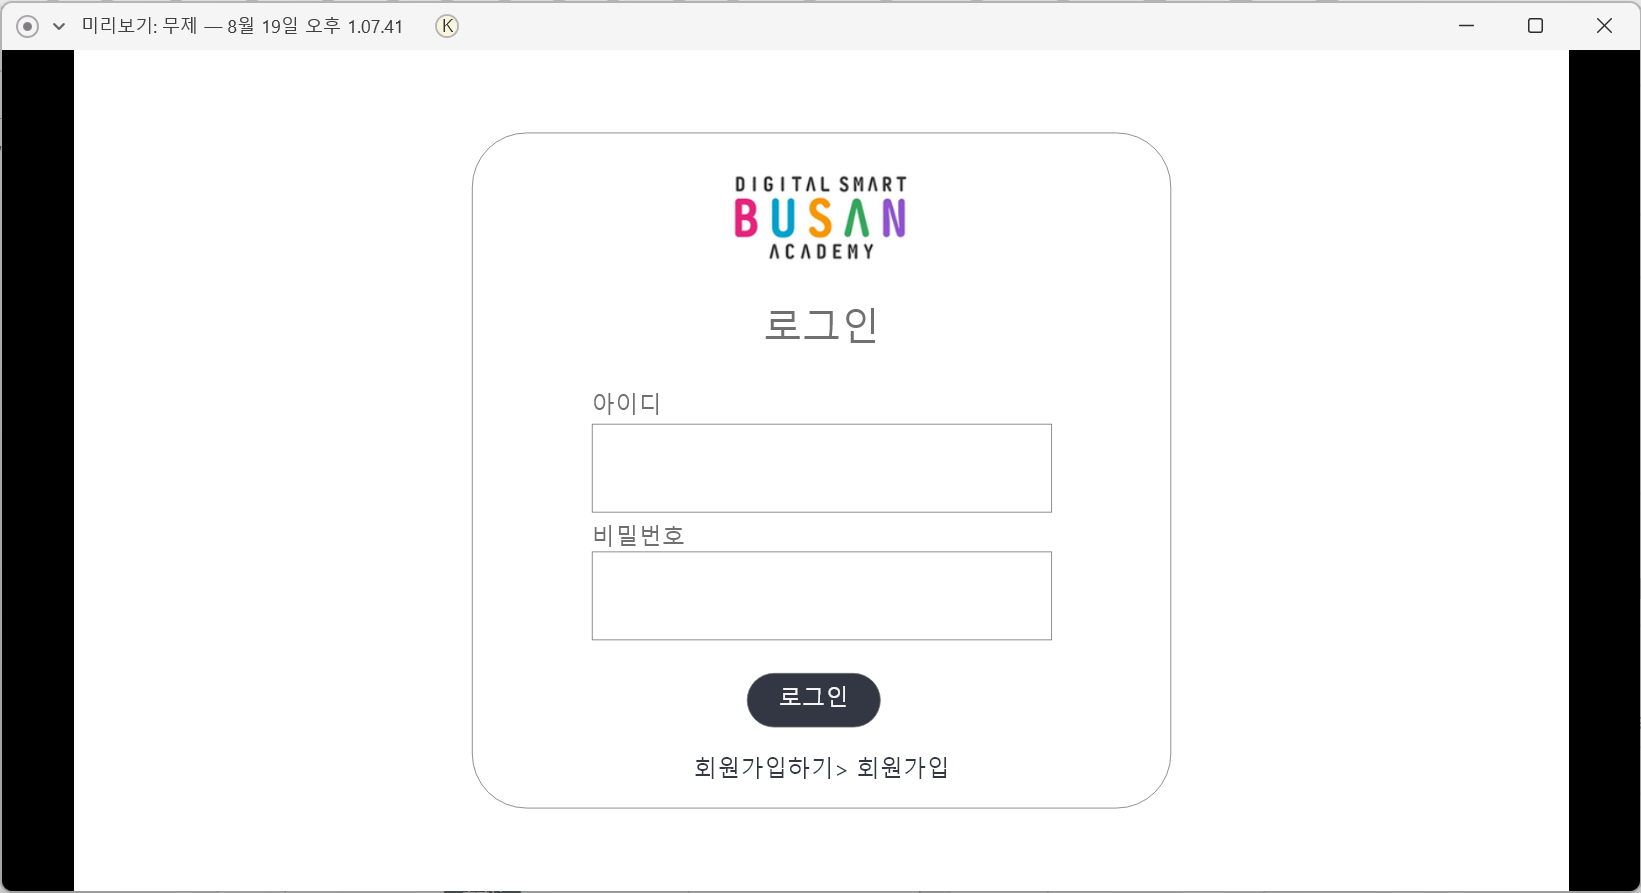 미리보기: 무제 — 8월 19일 오후 1.07.41
K
DIGITAL SMART
BUSAN
ACADEMY
로그인
아이디
비밀번호
로그인
회원가입하기> 회원가입